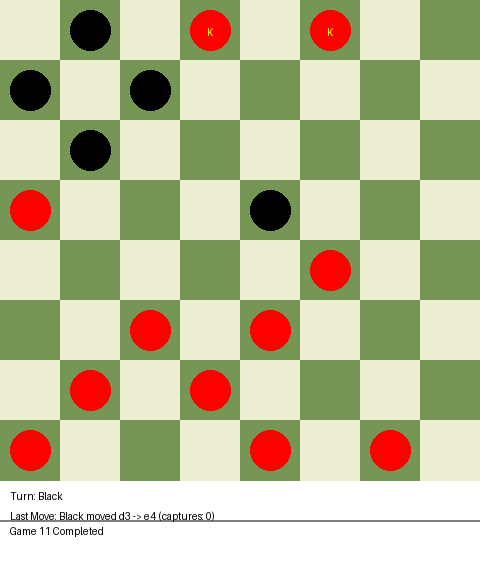 K K
Turn: Black
Last Move: Black moved d3 -> e4 (captures: 0)
Game 11 Completed